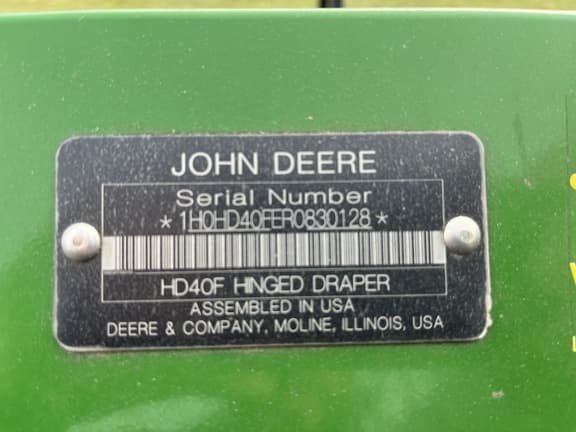 JOHN DEERE
Serial Number
*1H0HD40FER0830128*
HD40F HINGED DRAPER
ASSEMBLED IN USA
DEERE & COMPANY, MOLINE, ILLINOIS, USA